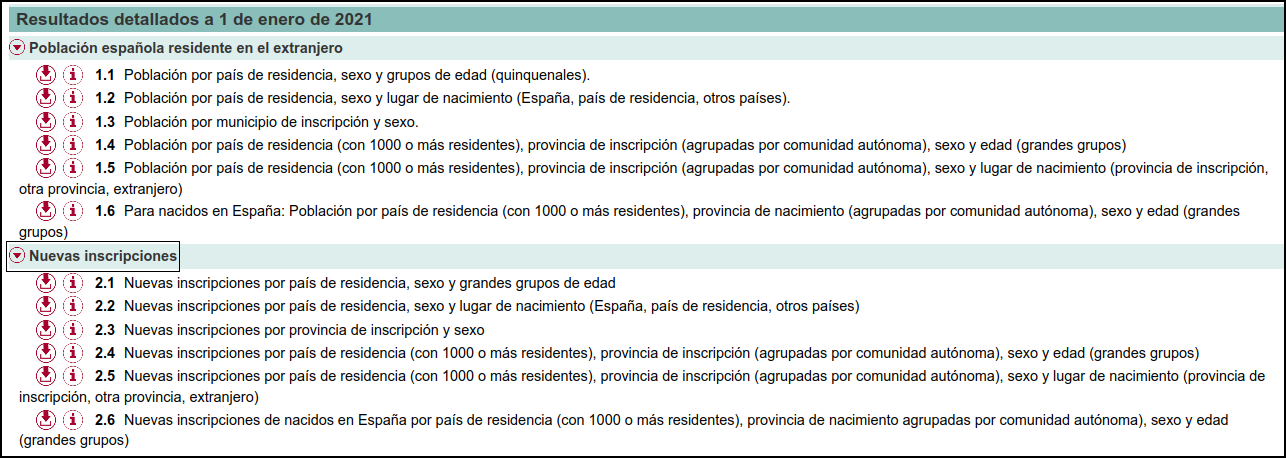 Resultados detallados a 1 de enero de 2021
Población española residente en el extranjero
1.1 Población por país de residencia, sexo y grupos de edad (quinquenales).
1.2 Población por país de residencia, sexo y lugar de nacimiento (España, país de residencia, otros países).
1.3 Población por municipio de inscripción y sexo.
1.4 Población por país de residencia (con 1000 o más residentes), provincia de inscripción (agrupadas por comunidad autónoma), sexo y edad (grandes grupos)
1.5 Población por país de residencia (con 1000 o más residentes), provincia de inscripción (agrupadas por comunidad autónoma), sexo y lugar de nacimiento (provincia de inscripción,
otra provincia, extranjero)
1.6 Para nacidos en España: Población por país de residencia (con 1000 o más residentes), provincia de nacimiento (agrupadas por comunidad autónoma), sexo y edad (grandes
grupos)
Nuevas inscripciones
2.1 Nuevas inscripciones por país de residencia, sexo y grandes grupos de edad
2.2 Nuevas inscripciones por país de residencia, sexo y lugar de nacimiento (España, país de residencia, otros países)
2.3 Nuevas inscripciones por provincia de inscripción y sexo
2.4 Nuevas inscripciones por país de residencia (con 1000 o más residentes), provincia de inscripción (agrupadas por comunidad autónoma), sexo y edad (grandes grupos)
2.5 Nuevas inscripciones por país de residencia (con 1000 o más residentes), provincia de inscripción (agrupadas por comunidad autónoma), sexo y lugar de nacimiento (provincia de
inscripción, otra provincia, extranjero)
2.6 Nuevas inscripciones de nacidos en España por país de residencia (con 1000 o más residentes), provincia de nacimiento agrupadas por comunidad autónoma), sexo y edad
(grandes grupos)